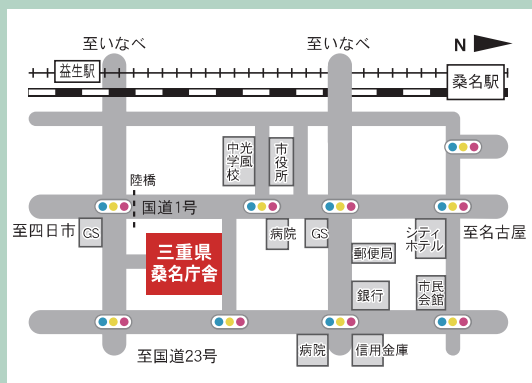 至いなべ
至いなべ
N
益生駅
桑名駅
中光
学風
校
市
役
所
陸橋
国道1号
至四日市
GS
病院
GS
シティ
ホテル
至名古屋
三重県
桑名庁舎
郵便局
銀行
市民
会館
至国道23号
病院
信用金庫